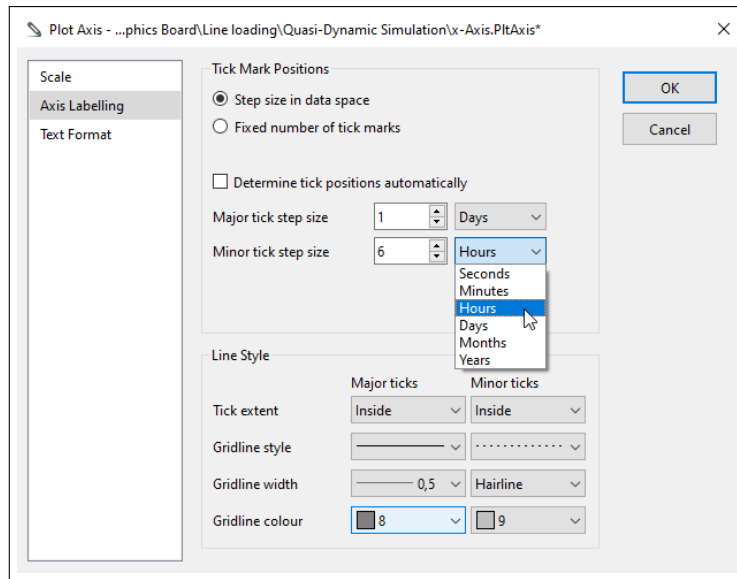 Plot Axis - ...phics Board\Line loading\Quasi-Dynamic Simulation\x-Axis.PltAxis*
Scale
Axis Labelling
Text Format
Tick Mark Positions
Step size in data space
Fixed number of tick marks
Determine tick positions automatically
Major tick step size 1 Days
Minor tick step size 6 Hours
Seconds
Minutes
Hours
Days
Months
Years
Line Style
Major ticks Minor ticks
Tick extent Inside Inside
Gridline style
Gridline width 0,5 Hairline
Gridline colour 8 9
OK
Cancel